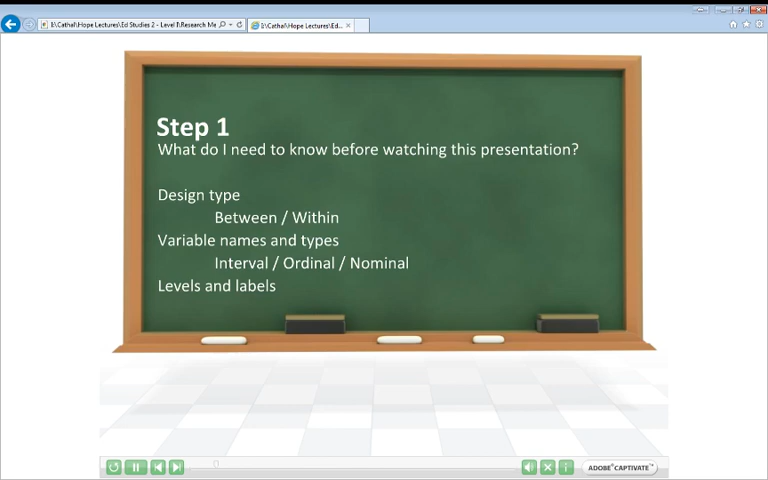 E:\Cathal\Hope Lectures\Ed Studies 2 - Level I\Research Me
E:\Cathal\Hope Lectures\Ed...
Step 1
What do I need to know before watching this presentation?
Design type
Between / Within
Variable names and types
Interval / Ordinal / Nominal
Levels and labels
ADOBE® CAPTIVATE™